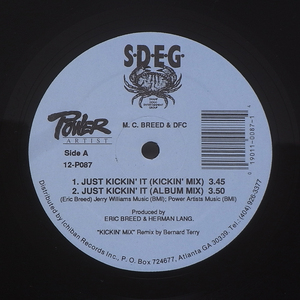 S·D·E·G
M. C. BREED & DFC
POWER
ARTIST
Side A
12-P087
1. JUST KICKIN' IT (KICKIN' MIX) 3.45
2. JUST KICKIN' IT (ALBUM MIX) 3.50
(Eric Breed) Jerry Williams Music (BMI); Power Artists Music (BMI)
Produced by
ERIC BREED & HERMAN LANG.
"KICKIN' MIX" Remix by Bernard Terry
Distributed by Ichiban Records Inc., P.O. Box 724677, Atlanta GA 30339. Tel. (404) 926-3377